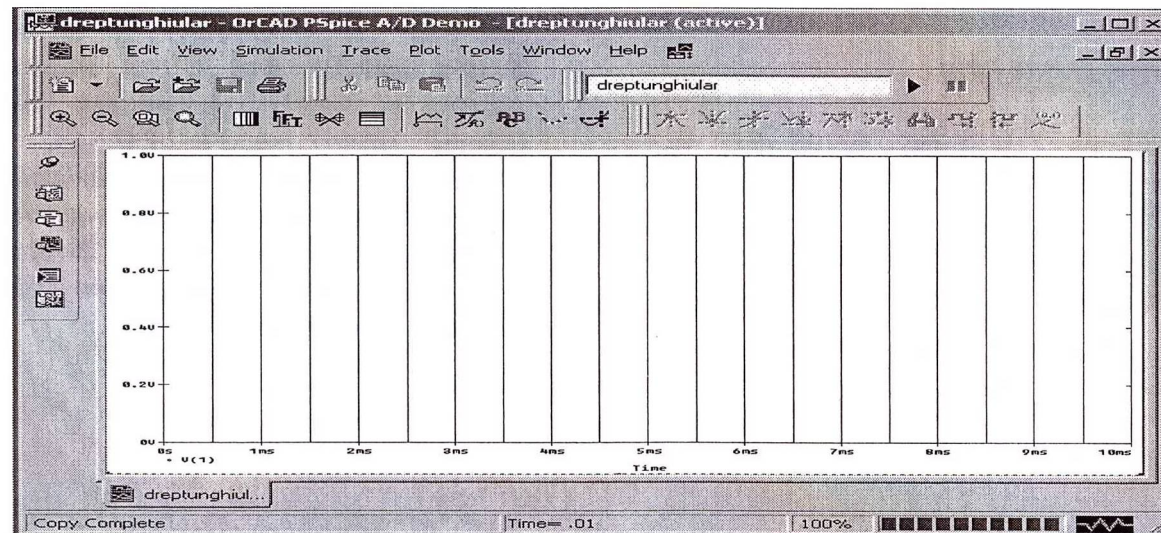 dreptunghiular - OrCAD PSpice A/D Demo - [dreptunghiular (active)]
File Edit View Simulation Trace Plot Tools Window Help
dreptunghiular
FFT
1.0V
0.8V
0.6V
0.4V
0.2V
0V
0s 1ms 2ms 3ms 4ms 5ms 6ms 7ms 8ms 9ms 10ms
V(1)
Time
dreptunghiul...
Copy Complete Time= .01 100%